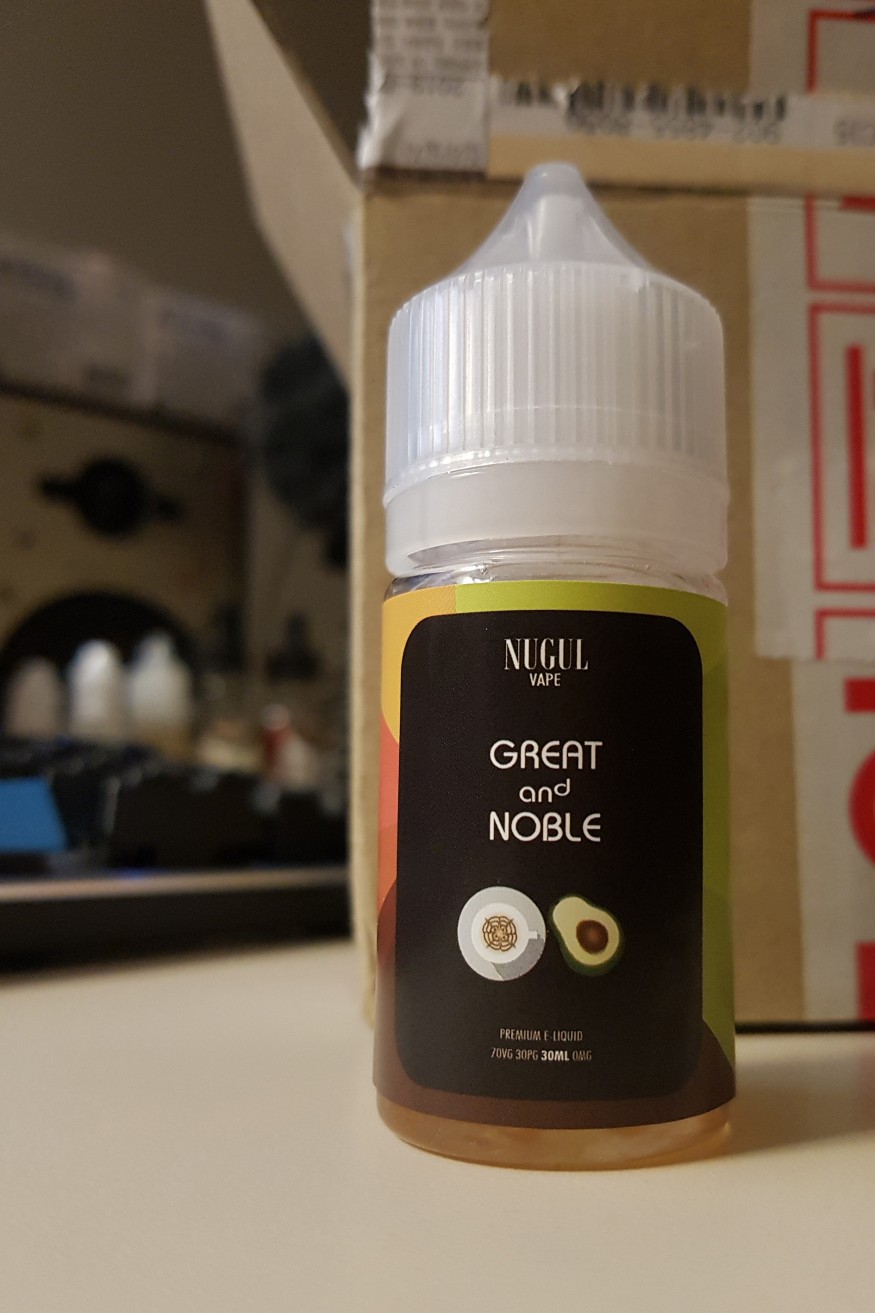 NUGUL
VAPE
GREAT
and
NOBLE
PREMIUM E-LIQUID
70VG 30PG 30ML 0MG